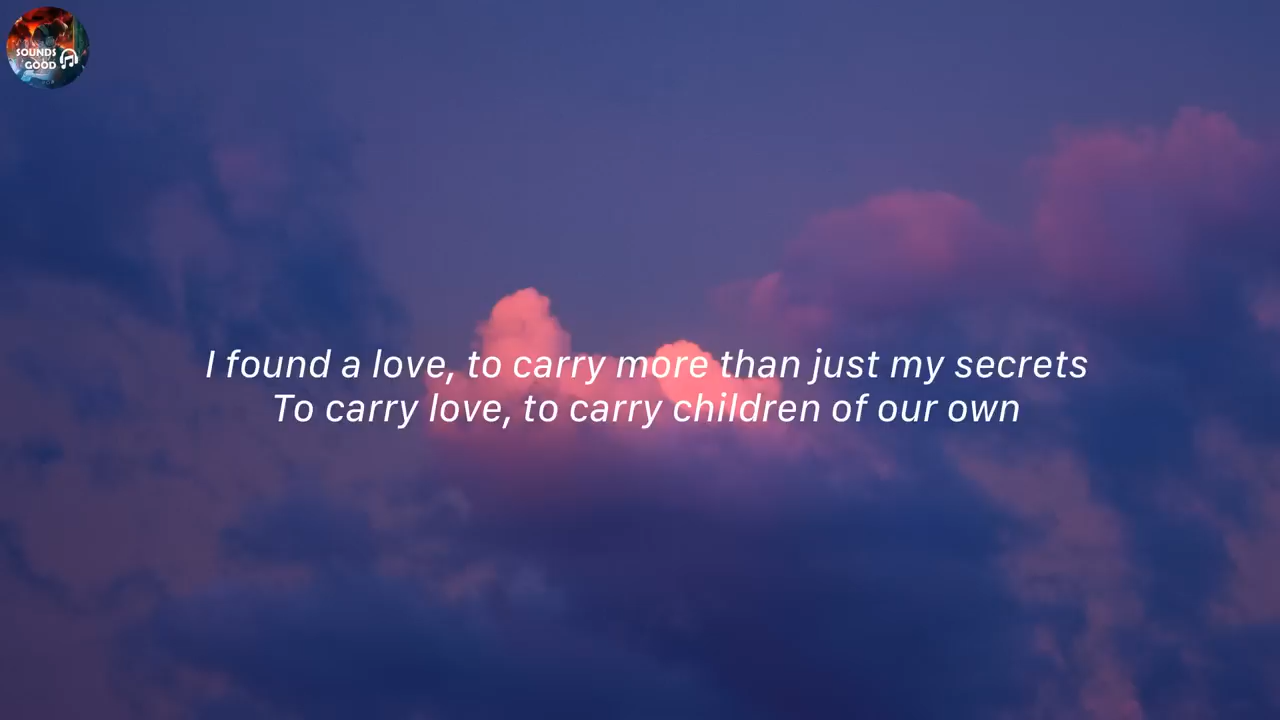 SOUNDS
GOOD
I found a love, to carry more than just my secrets
To carry love, to carry children of our own